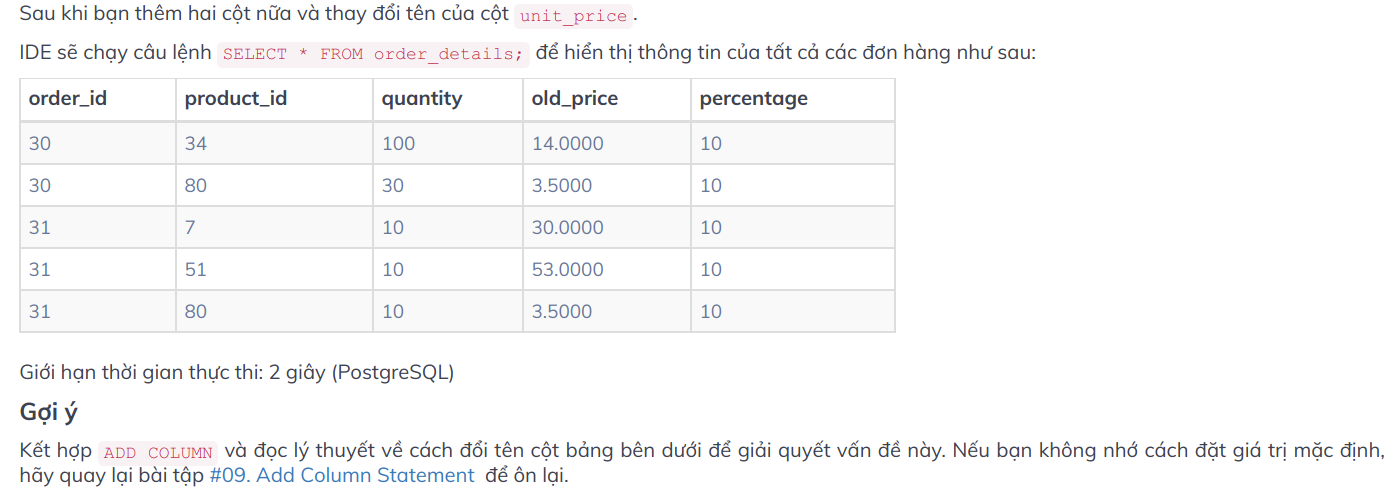 Sau khi bạn thêm hai cột nữa và thay đổi tên của cột unit_price.
IDE sẽ chạy câu lệnh SELECT * FROM order_details; để hiển thị thông tin của tất cả các đơn hàng như sau:
order_id product_id quantity old_price percentage
30 34 100 14.0000 10
30 80 30 3.5000 10
31 7 10 30.0000 10
31 51 10 53.0000 10
31 80 10 3.5000 10
Giới hạn thời gian thực thi: 2 giây (PostgreSQL)
Gợi ý
Kết hợp ADD COLUMN và đọc lý thuyết về cách đổi tên cột bảng bên dưới để giải quyết vấn đề này. Nếu bạn không nhớ cách đặt giá trị mặc định,
hãy quay lại bài tập #09. Add Column Statement để ôn lại.